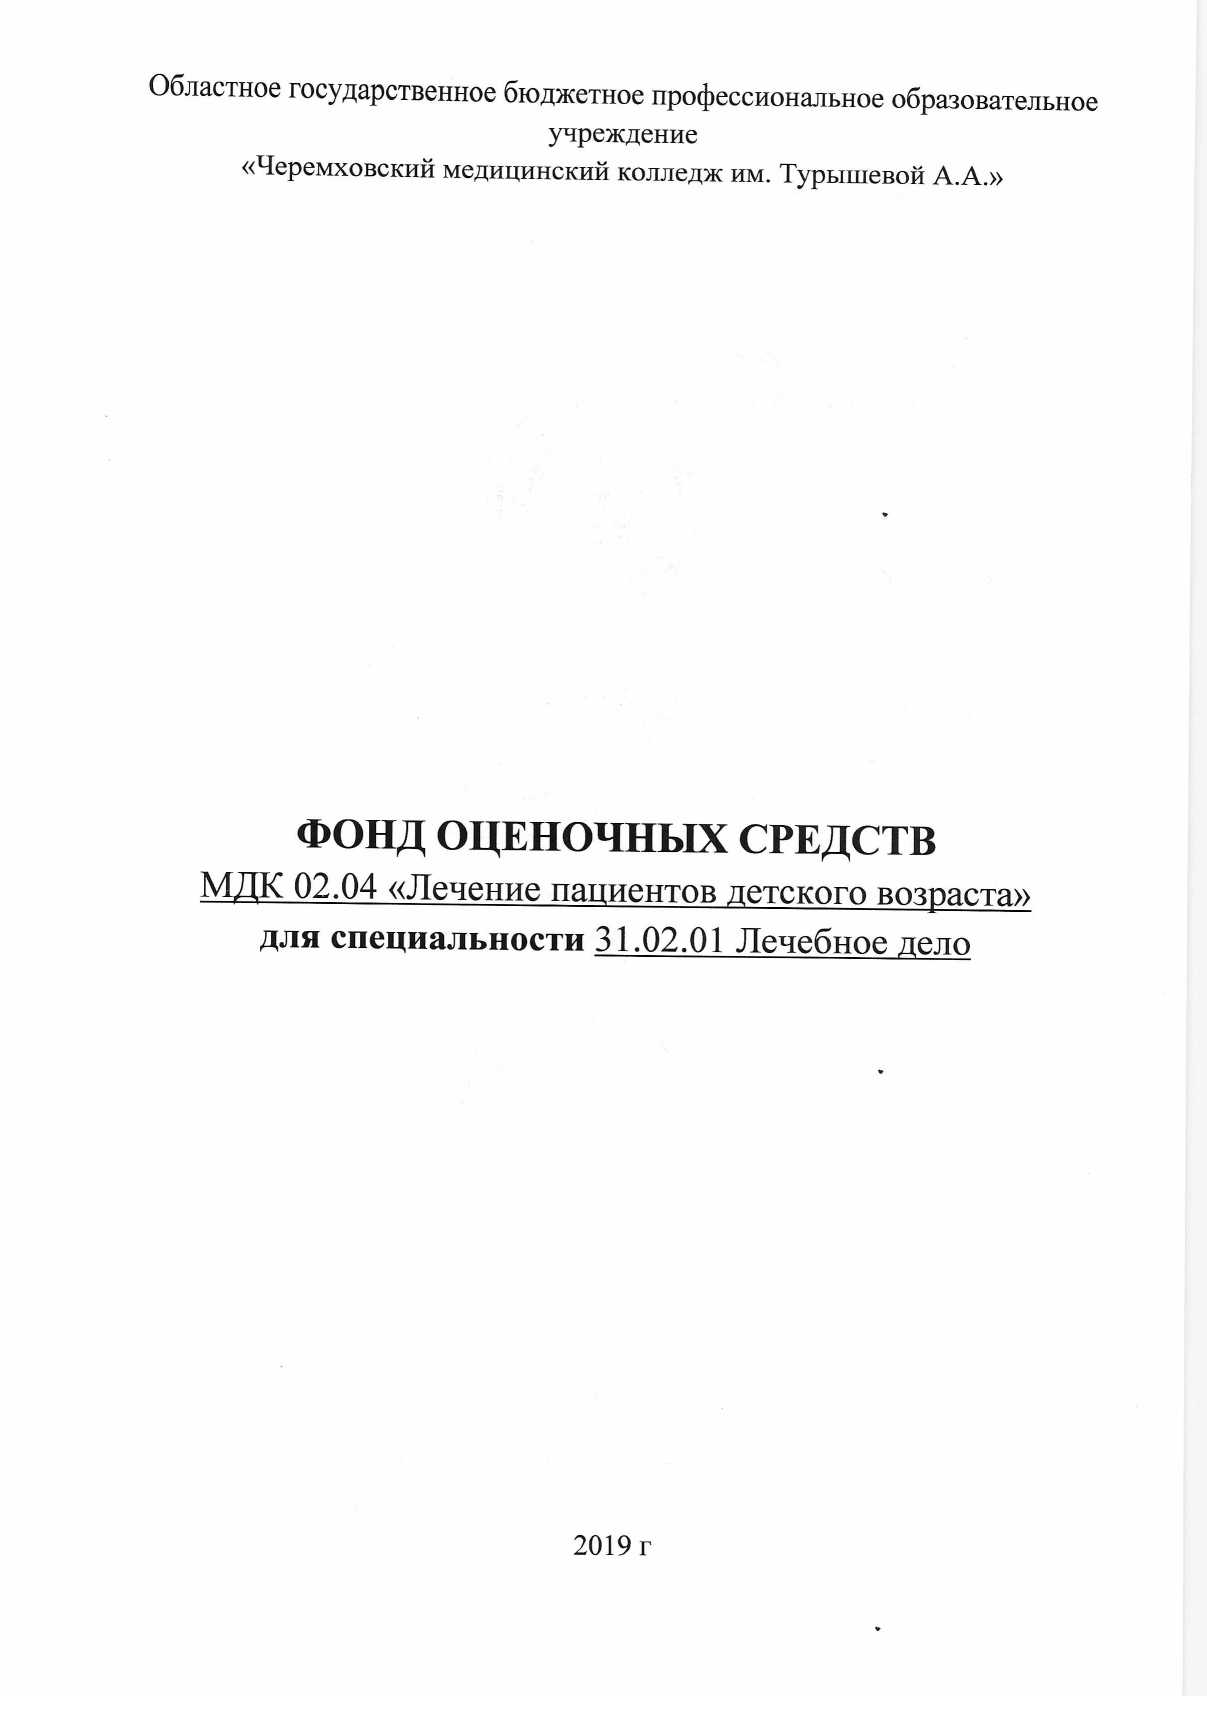 Областное государственное бюджетное профессиональное образовательное
учреждение
«Черемховский медицинский колледж им. Турышевой А.А.»
ФОНД ОЦЕНОЧНЫХ СРЕДСТВ
МДК 02.04 «Лечение пациентов детского возраста»
для специальности 31.02.01 Лечебное дело
2019 г